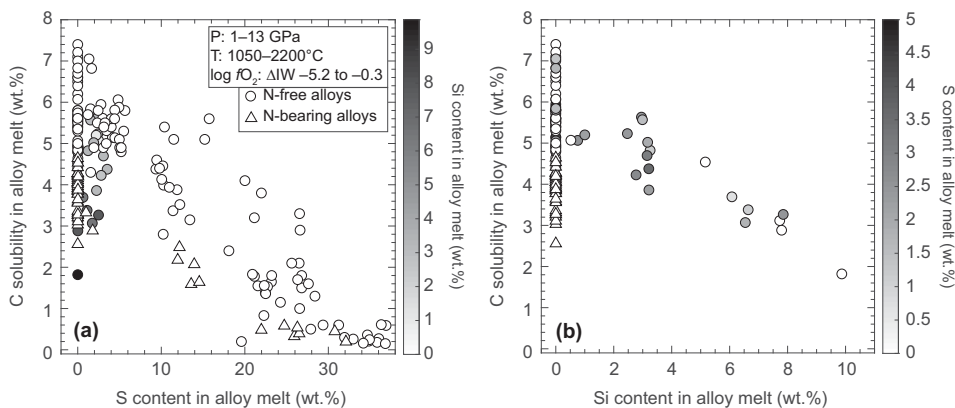 8
7
6
5
4
3
2
1
0
C solubility in alloy melt (wt.%)
P: 1–13 GPa
T: 1050–2200°C
log fO2: ΔIW –5.2 to –0.3
N-free alloys
N-bearing alloys
(a)
0 10 20 30
S content in alloy melt (wt.%)
9
8
7
6
5
4
3
2
1
0
Si content in alloy melt (wt.%)
8
7
6
5
4
3
2
1
0
C solubility in alloy melt (wt.%)
(b)
0 2 4 6 8 10
Si content in alloy melt (wt.%)
5
4.5
4
3.5
3
2.5
2
1.5
1
0.5
0
S content in alloy melt (wt.%)